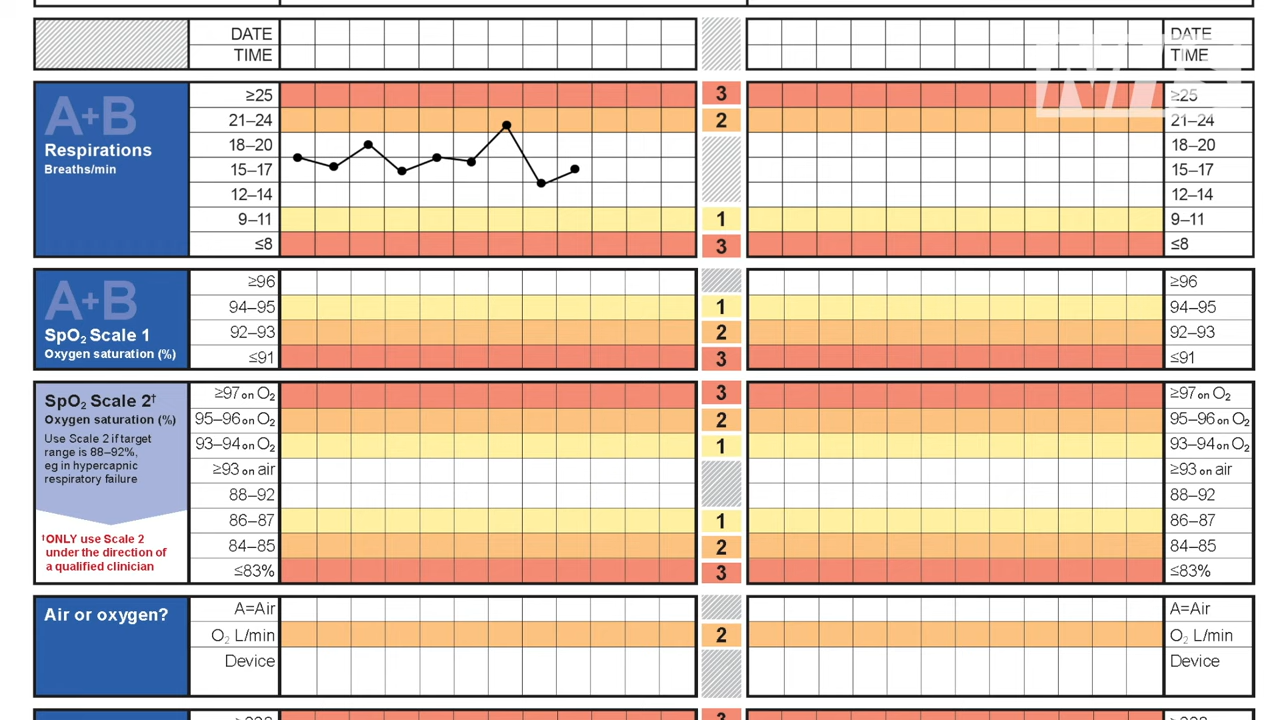 DATE
TIME
DATE
TIME
A+B
Respirations
Breaths/min
≥25
21–24
18–20
15–17
12–14
9–11
≤8
3
2
1
3
≥25
21–24
18–20
15–17
12–14
9–11
≤8
A+B
SpO₂ Scale 1
Oxygen saturation (%)
≥96
94–95
92–93
≤91
1
2
3
≥96
94–95
92–93
≤91
SpO₂ Scale 2†
Oxygen saturation (%)
Use Scale 2 if target
range is 88–92%,
eg in hypercapnic
respiratory failure
†ONLY use Scale 2
under the direction of
a qualified clinician
≥97 on O₂
95–96 on O₂
93–94 on O₂
≥93 on air
88–92
86–87
84–85
≤83%
3
2
1
1
2
3
≥97 on O₂
95–96 on O₂
93–94 on O₂
≥93 on air
88–92
86–87
84–85
≤83%
Air or oxygen?
A=Air
O₂ L/min
Device
2
A=Air
O₂ L/min
Device
3